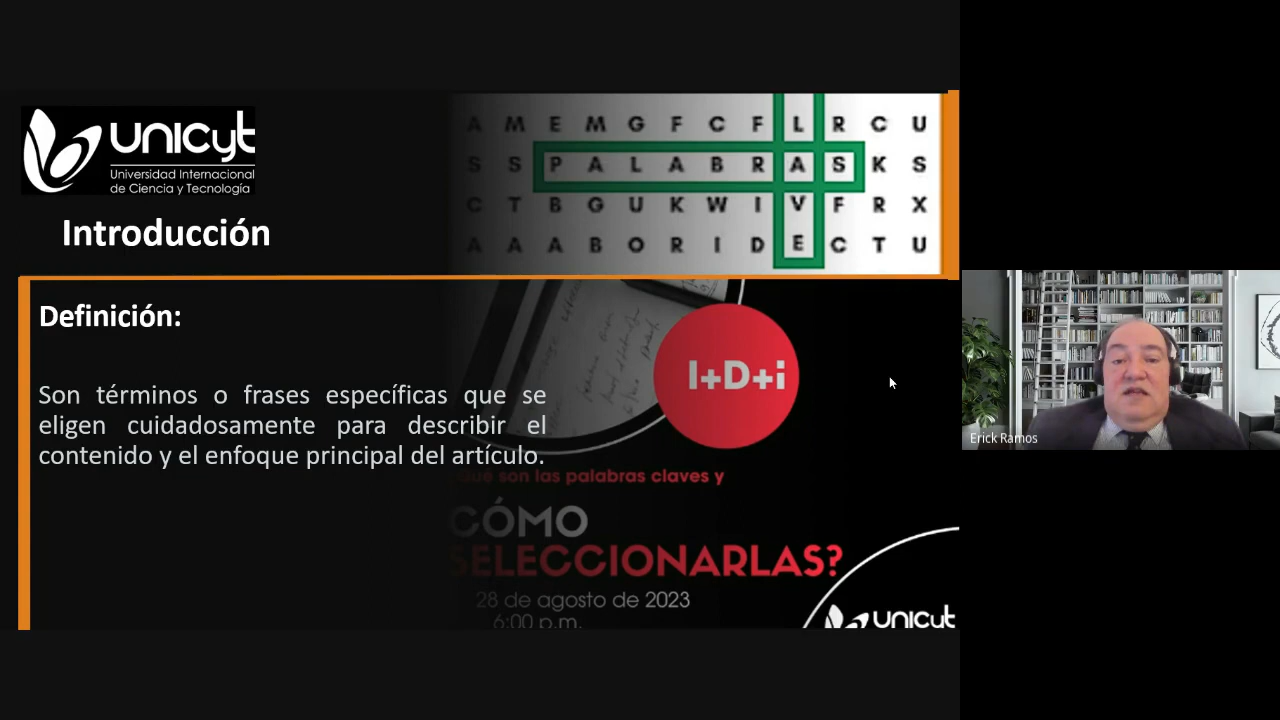 unicyt
Universidad Internacional
de Ciencia y Tecnología
Introducción
A M E M G F C F L R C U
S S P A L A B R A S K S
C T B G U K W I V F R X
A A A B O R I D E C T U
Definición:
Son términos o frases específicas que se
eligen cuidadosamente para describir el
contenido y el enfoque principal del artículo.
I+D+i
que son las palabras claves y
CÓMO
SELECCIONARLAS?
28 de agosto de 2023
6:00 p.m.
unicyt
Erick Ramos